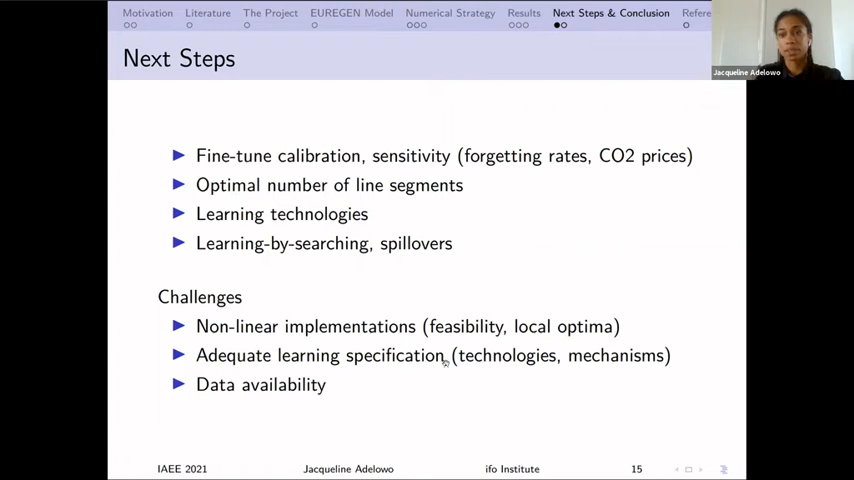 Motivation Literature The Project EUREGEN Model Numerical Strategy Results Next Steps & Conclusion Refere
Next Steps
Jacqueline Adelowo
Fine-tune calibration, sensitivity (forgetting rates, CO2 prices)
Optimal number of line segments
Learning technologies
Learning-by-searching, spillovers
Challenges
Non-linear implementations (feasibility, local optima)
Adequate learning specification (technologies, mechanisms)
Data availability
IAEE 2021 Jacqueline Adelowo ifo Institute 15